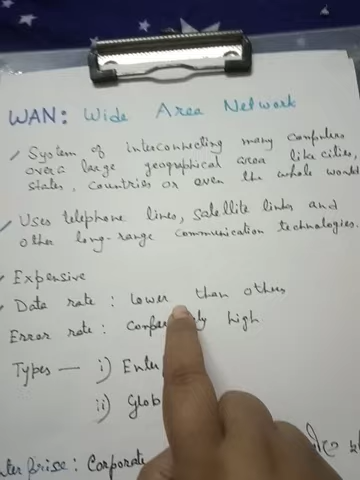 WAN: Wide Area Network
System of interconnecting many computers
over a large geographical area like cities,
states, countries or even the whole world
Uses telephone lines, satellite links and
other long-range communication technologies.
Expensive
Data rate: lower than others
Error rate: high
Types — i)
ii)
Corporate